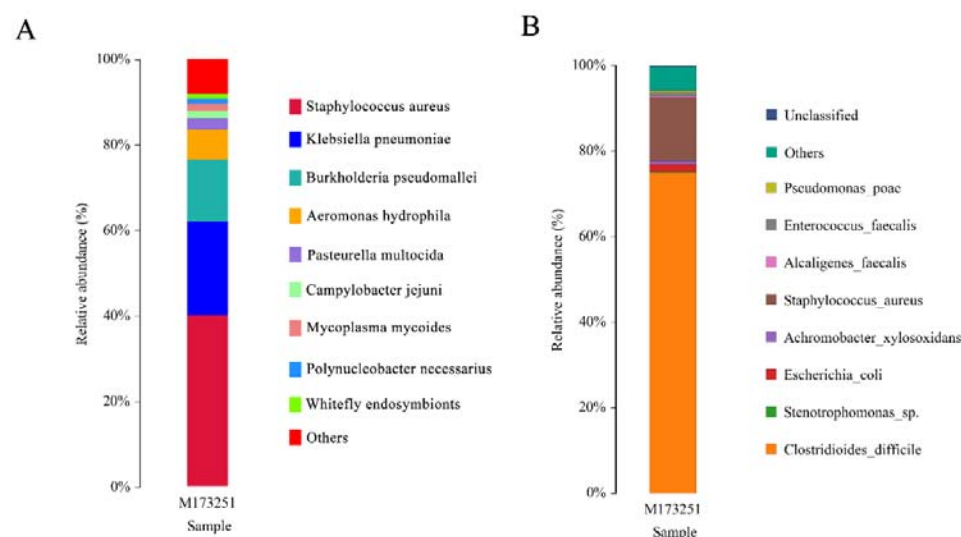 A
Relative abundance (%)
100%
80%
60%
40%
20%
0%
M173251
Sample
Staphylococcus aureus
Klebsiella pneumoniae
Burkholderia pseudomallei
Aeromonas hydrophila
Pasteurella multocida
Campylobacter jejuni
Mycoplasma mycoides
Polynucleobacter necessarius
Whitefly endosymbionts
Others
B
Relative abundance (%)
100%
80%
60%
40%
20%
0%
M173251
Sample
Unclassified
Others
Pseudomonas_poae
Enterococcus_faecalis
Alcaligenes_faecalis
Staphylococcus_aureus
Achromobacter_xylosoxidans
Escherichia_coli
Stenotrophomonas_sp.
Clostridioides_difficile